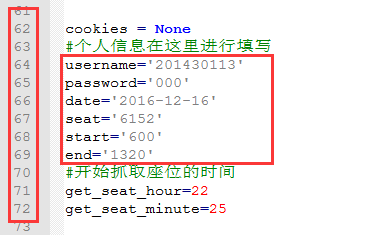 61
62 cookies = None
63 #个人信息在这里进行填写
64 username='201430113'
65 password='000'
66 date='2016-12-16'
67 seat='6152'
68 start='600'
69 end='1320'
70 #开始抓取座位的时间
71 get_seat_hour=22
72 get_seat_minute=25
73